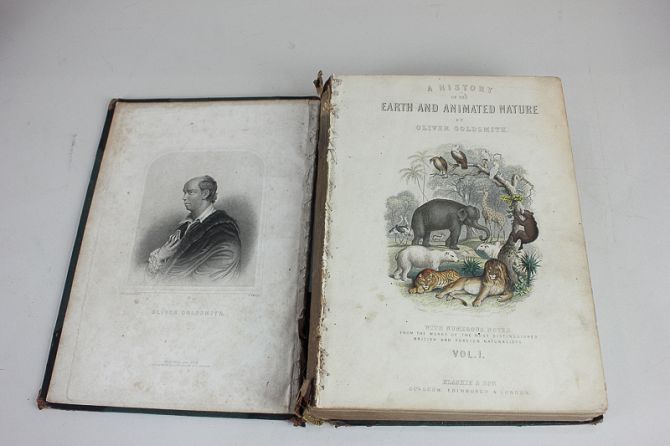 OLIVER GOLDSMITH.
A HISTORY
OF THE
EARTH AND ANIMATED NATURE
BY
OLIVER GOLDSMITH.
WITH NUMEROUS NOTES
FROM THE WORKS OF THE MOST DISTINGUISHED
BRITISH AND FOREIGN NATURALISTS
VOL. I.
BLACKIE & SON
GLASGOW, EDINBURGH & LONDON.